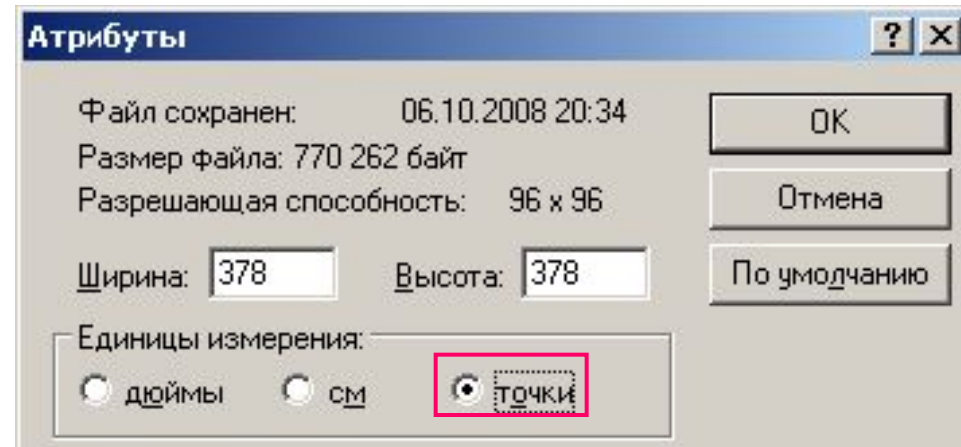 Атрибуты
Файл сохранен: 06.10.2008 20:34
Размер файла: 770 262 байт
Разрешающая способность: 96 x 96
Ширина: 378 Высота: 378
Единицы измерения:
дюймы см точки
OK
Отмена
По умолчанию